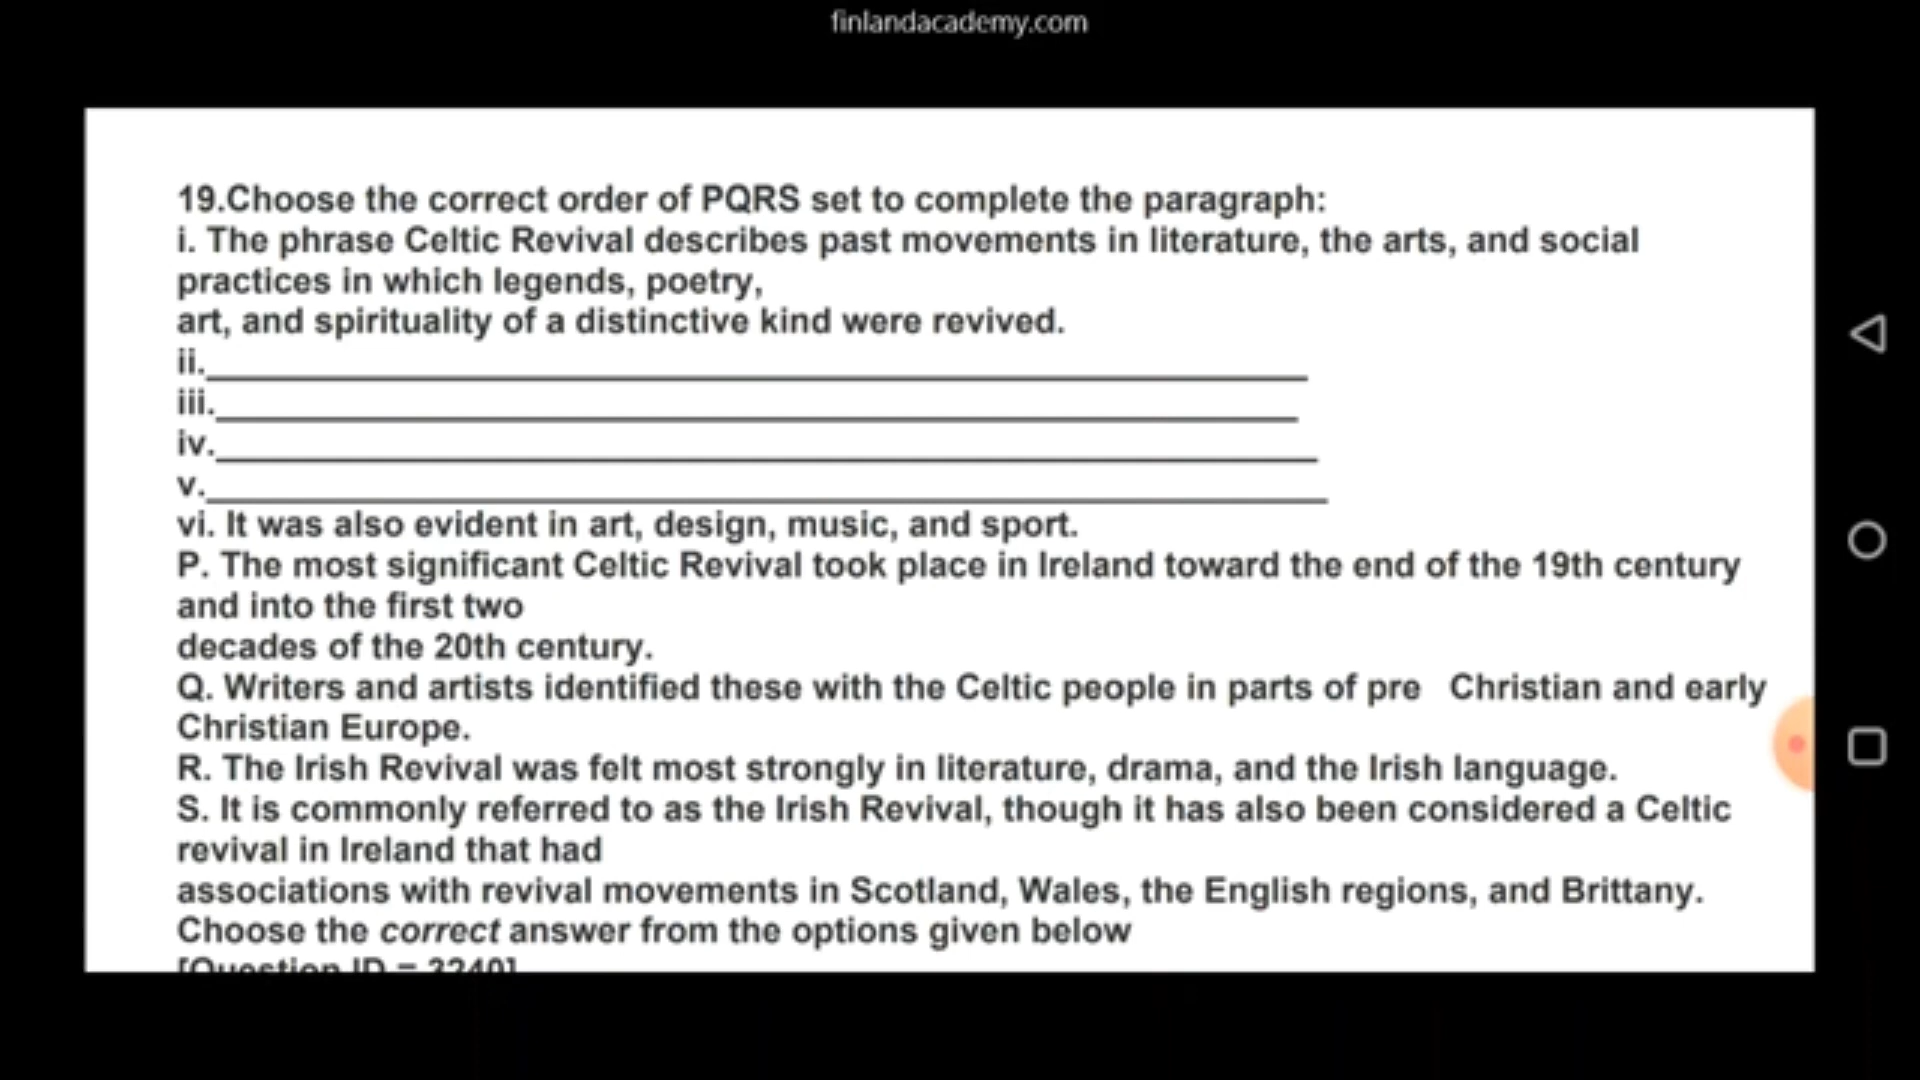 finlandacademy.com
19.Choose the correct order of PQRS set to complete the paragraph:
i. The phrase Celtic Revival describes past movements in literature, the arts, and social
practices in which legends, poetry,
art, and spirituality of a distinctive kind were revived.
ii.
iii.
iv.
v.
vi. It was also evident in art, design, music, and sport.
P. The most significant Celtic Revival took place in Ireland toward the end of the 19th century
and into the first two
decades of the 20th century.
Q. Writers and artists identified these with the Celtic people in parts of pre Christian and early
Christian Europe.
R. The Irish Revival was felt most strongly in literature, drama, and the Irish language.
S. It is commonly referred to as the Irish Revival, though it has also been considered a Celtic
revival in Ireland that had
associations with revival movements in Scotland, Wales, the English regions, and Brittany.
Choose the correct answer from the options given below
[Question ID = 3240]